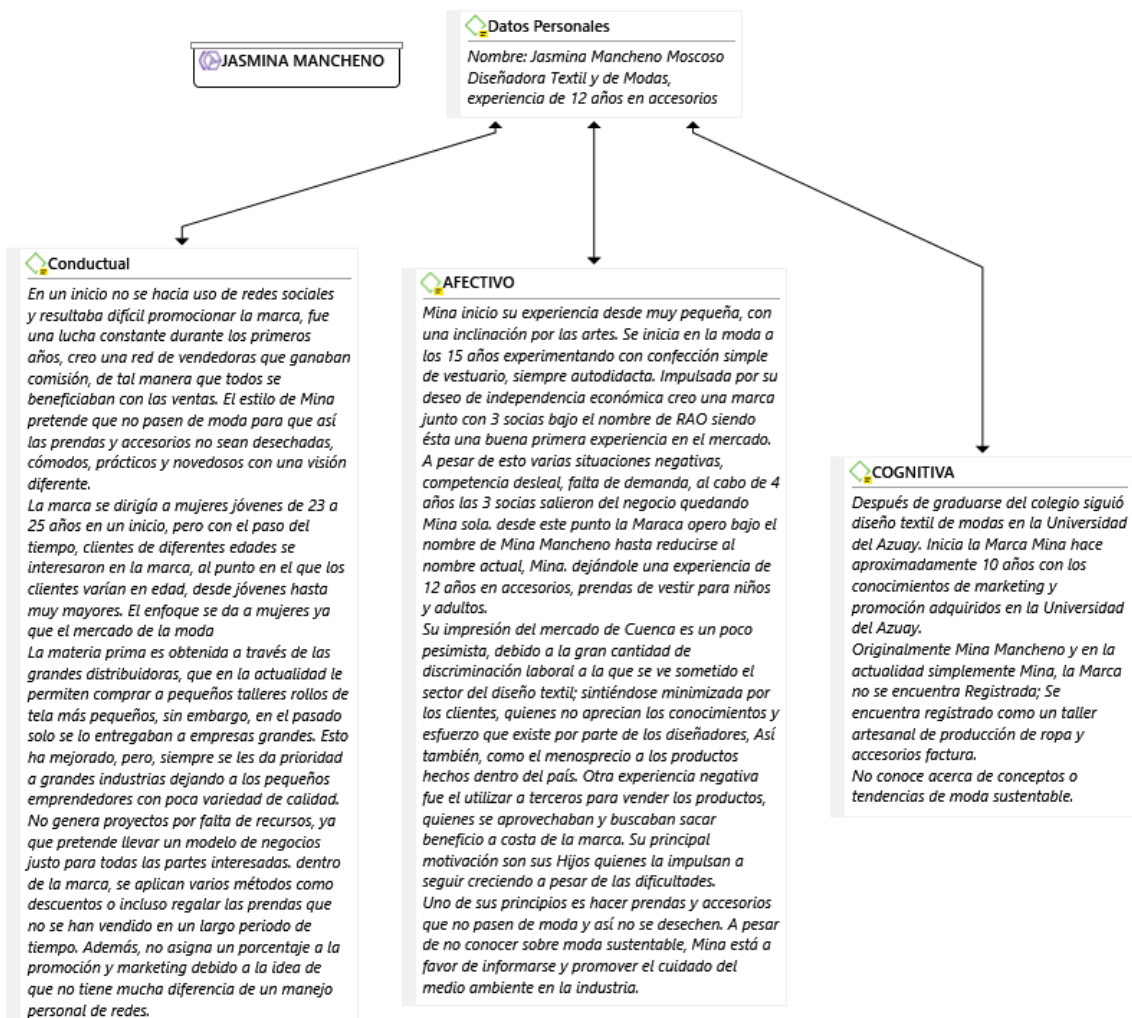 JASMINA MANCHENO
Datos Personales
Nombre: Jasmina Mancheno Moscoso
Diseñadora Textil y de Modas,
experiencia de 12 años en accesorios
Conductual
En un inicio no se hacia uso de redes sociales
y resultaba difícil promocionar la marca, fue
una lucha constante durante los primeros
años, creo una red de vendedoras que ganaban
comisión, de tal manera que todos se
beneficiaban con las ventas. El estilo de Mina
pretende que no pasen de moda para que así
las prendas y accesorios no sean desechadas,
cómodos, prácticos y novedosos con una visión
diferente.
La marca se dirigía a mujeres jóvenes de 23 a
25 años en un inicio, pero con el paso del
tiempo, clientes de diferentes edades se
interesaron en la marca, al punto en el que los
clientes varían en edad, desde jóvenes hasta
muy mayores. El enfoque se da a mujeres ya
que el mercado de la moda
La materia prima es obtenida a través de las
grandes distribuidoras, que en la actualidad le
permiten comprar a pequeños talleres rollos de
tela más pequeños, sin embargo, en el pasado
solo se lo entregaban a empresas grandes. Esto
ha mejorado, pero, siempre se les da prioridad
a grandes industrias dejando a los pequeños
emprendedores con poca variedad de calidad.
No genera proyectos por falta de recursos, ya
que pretende llevar un modelo de negocios
justo para todas las partes interesadas. dentro
de la marca, se aplican varios métodos como
descuentos o incluso regalar las prendas que
no se han vendido en un largo periodo de
tiempo. Además, no asigna un porcentaje a la
promoción y marketing debido a la idea de
que no tiene mucha diferencia de un manejo
personal de redes.
AFECTIVO
Mina inicio su experiencia desde muy pequeña, con
una inclinación por las artes. Se inicia en la moda a
los 15 años experimentando con confección simple
de vestuario, siempre autodidacta. Impulsada por su
deseo de independencia económica creo una marca
junto con 3 socias bajo el nombre de RAO siendo
ésta una buena primera experiencia en el mercado.
A pesar de esto varias situaciones negativas,
competencia desleal, falta de demanda, al cabo de 4
años las 3 socias salieron del negocio quedando
Mina sola. desde este punto la Maraca opero bajo el
nombre de Mina Mancheno hasta reducirse al
nombre actual, Mina. dejándole una experiencia de
12 años en accesorios, prendas de vestir para niños
y adultos.
Su impresión del mercado de Cuenca es un poco
pesimista, debido a la gran cantidad de
discriminación laboral a la que se ve sometido el
sector del diseño textil; sintiéndose minimizada por
los clientes, quienes no aprecian los conocimientos y
esfuerzo que existe por parte de los diseñadores, Así
también, como el menosprecio a los productos
hechos dentro del país. Otra experiencia negativa
fue el utilizar a terceros para vender los productos,
quienes se aprovechaban y buscaban sacar
beneficio a costa de la marca. Su principal
motivación son sus Hijos quienes la impulsan a
seguir creciendo a pesar de las dificultades.
Uno de sus principios es hacer prendas y accesorios
que no pasen de moda y así no se desechen. A pesar
de no conocer sobre moda sustentable, Mina está a
favor de informarse y promover el cuidado del
medio ambiente en la industria.
COGNITIVA
Después de graduarse del colegio siguió
diseño textil de modas en la Universidad
del Azuay. Inicia la Marca Mina hace
aproximadamente 10 años con los
conocimientos de marketing y
promoción adquiridos en la Universidad
del Azuay.
Originalmente Mina Mancheno y en la
actualidad simplemente Mina, la Marca
no se encuentra Registrada; Se
encuentra registrado como un taller
artesanal de producción de ropa y
accesorios factura.
No conoce acerca de conceptos o
tendencias de moda sustentable.